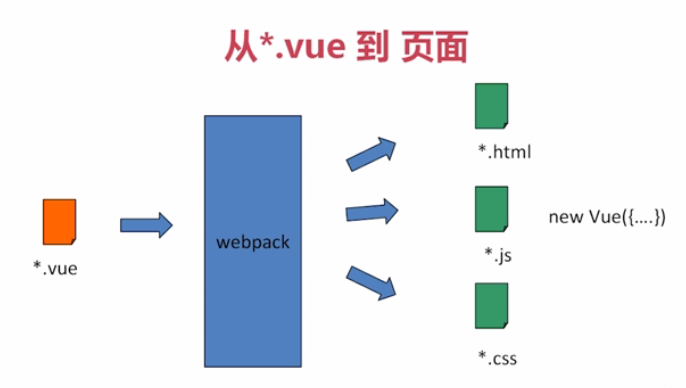 从*.vue 到 页面
*.html
*.vue
webpack
*.js
new Vue({....})
*.css